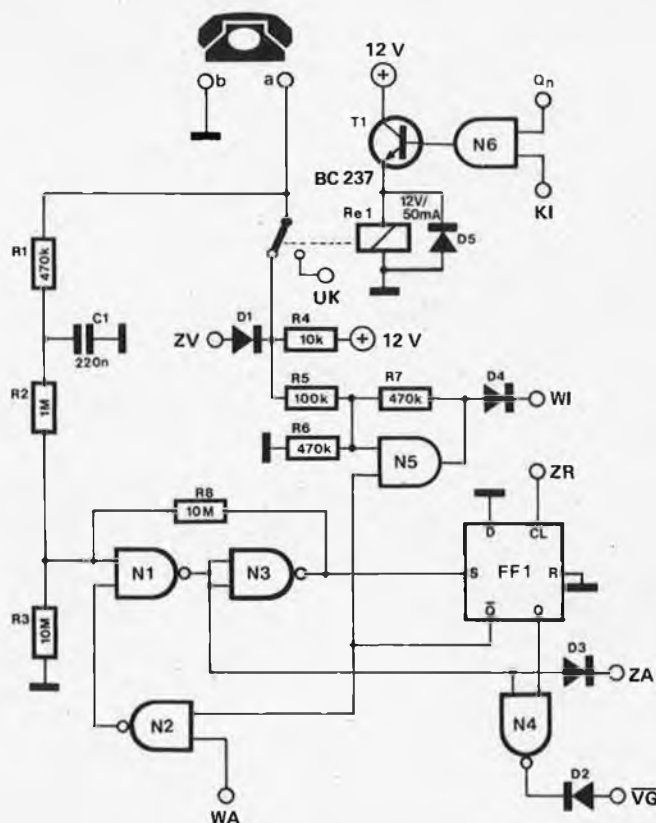 b
a
12 V
Qn
T1
N6
BC 237
KI
Re 1
12V/
50mA
D5
R1
470k
UK
C1
220n
D1
R4
ZV
10k
12 V
R2
1M
R5
100k
R7
470k
D4
WI
R6
470k
N5
ZR
R8
10M
D
CL
N1
N3
S
FF1
R
Q̅
Q
R3
10M
D3
ZA
N2
N4
D2
WA
V̅G̅